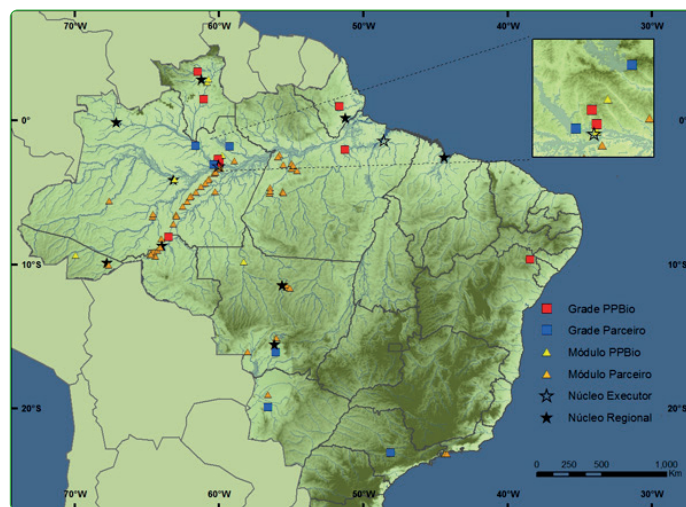 70°W 60°W 50°W 40°W 30°W
0° 0°
10°S 10°S
20°S 20°S
Grade PPBio
Grade Parceiro
Módulo PPBio
Módulo Parceiro
Núcleo Executor
Núcleo Regional
0 250 500 1,000
Km
70°W 60°W 50°W 40°W 30°W